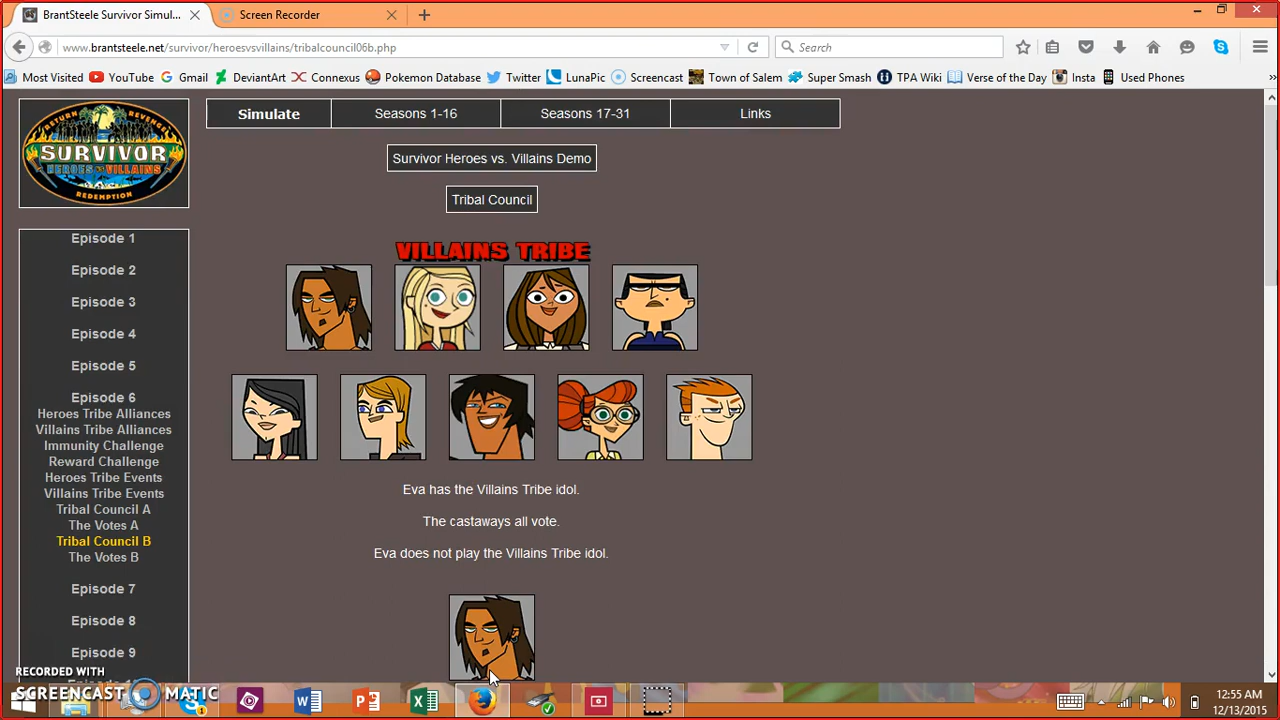 BrantSteele Survivor Simul...
Screen Recorder
www.brantsteele.net/survivor/heroesvsvillains/tribalcouncil06b.php
Search
Most Visited YouTube Gmail DeviantArt Connexus Pokemon Database Twitter LunaPic Screencast Town of Salem Super Smash TPA Wiki Verse of the Day Insta Used Phones
RETURN REVENGE
SURVIVOR
HEROES VS VILLAINS
REDEMPTION
Simulate Seasons 1-16 Seasons 17-31 Links
Survivor Heroes vs. Villains Demo
Tribal Council
VILLAINS TRIBE
Episode 1
Episode 2
Episode 3
Episode 4
Episode 5
Episode 6
Heroes Tribe Alliances
Villains Tribe Alliances
Immunity Challenge
Reward Challenge
Heroes Tribe Events
Villains Tribe Events
Tribal Council A
The Votes A
Tribal Council B
The Votes B
Episode 7
Episode 8
Episode 9
Eva has the Villains Tribe idol.
The castaways all vote.
Eva does not play the Villains Tribe idol.
RECORDED WITH
SCREENCAST MATIC
12:55 AM
12/13/2015